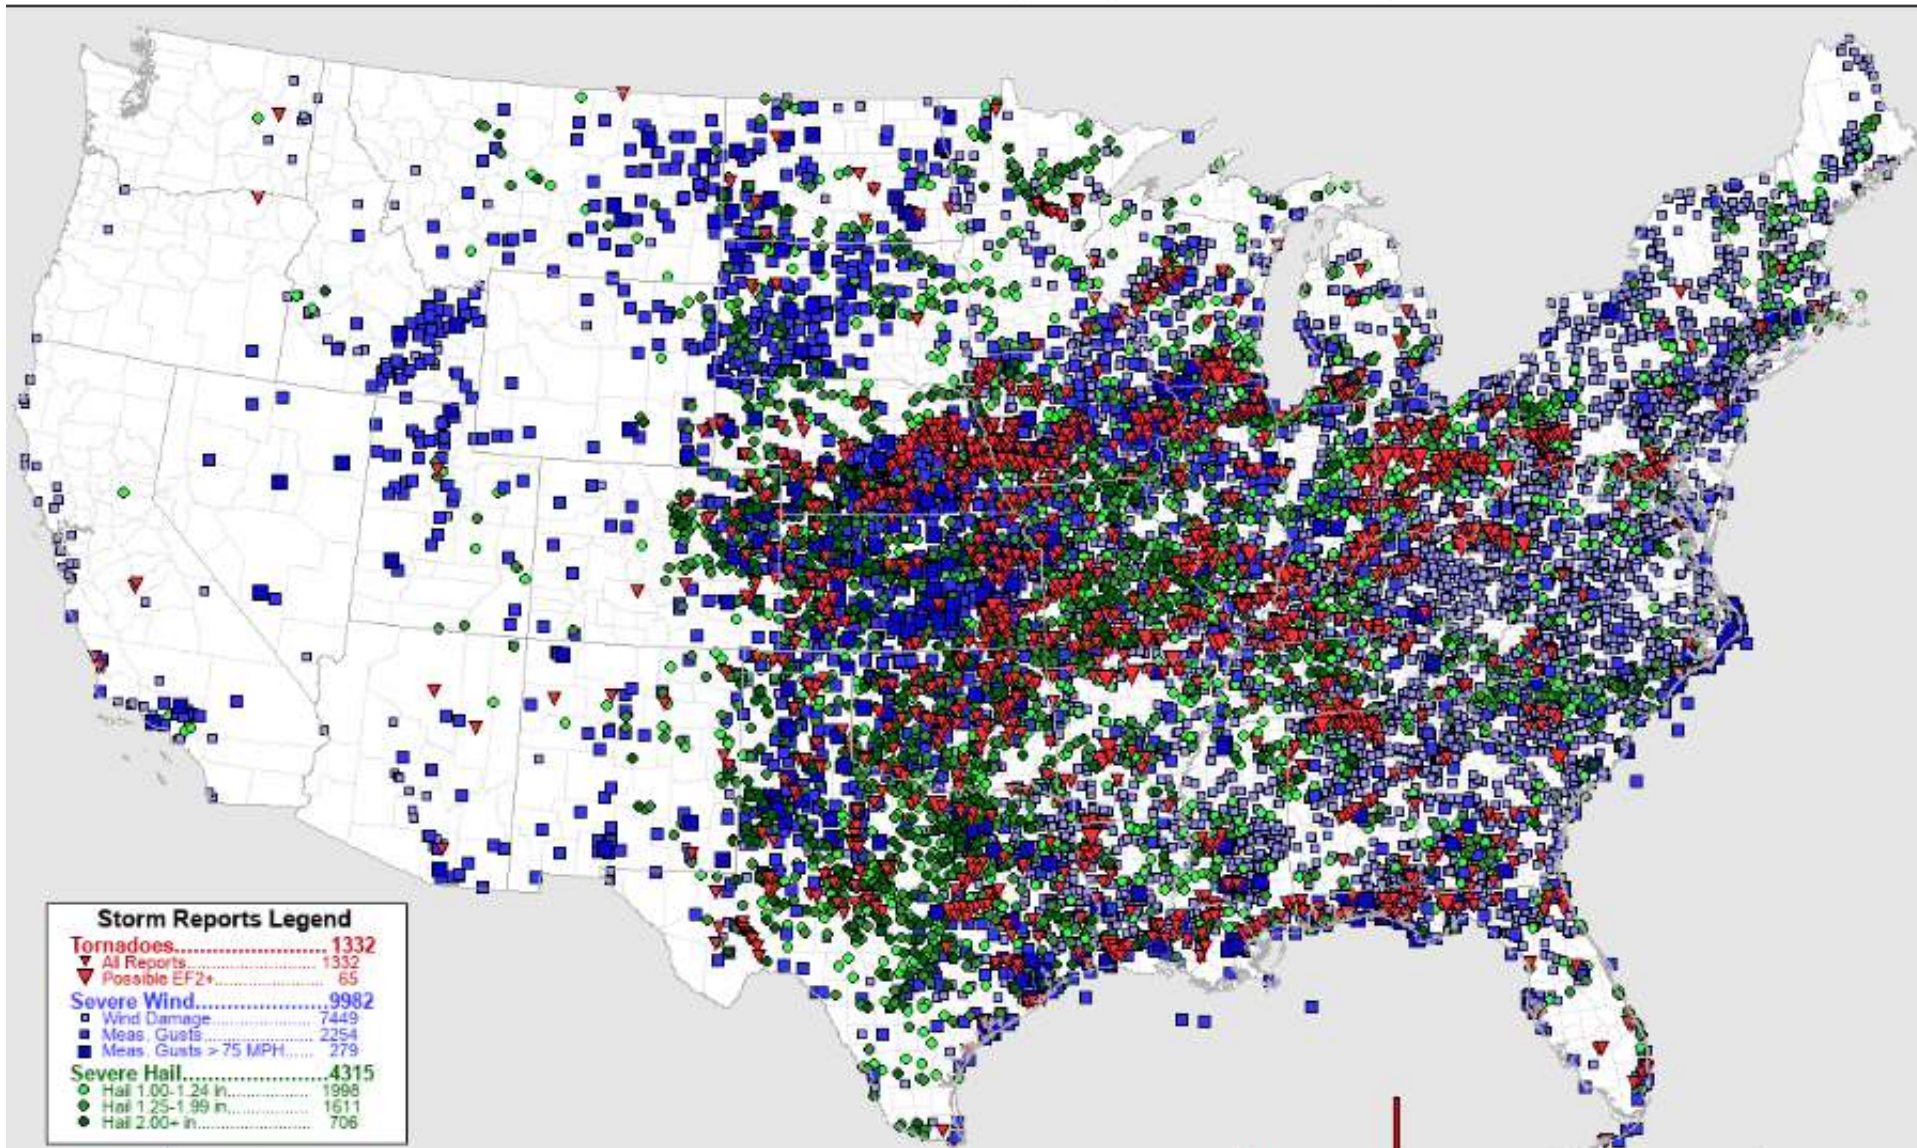 Storm Reports Legend
Tornadoes........................1332
All Reports........................1332
Possible EF2+........................65
Severe Wind....................9982
Wind Damage....................7449
Meas. Gusts......................2254
Meas. Gusts > 75 MPH......279
Severe Hail.......................4315
Hail 1.00-1.24 in.................1998
Hail 1.25-1.99 in.................1611
Hail 2.00+ in.......................706